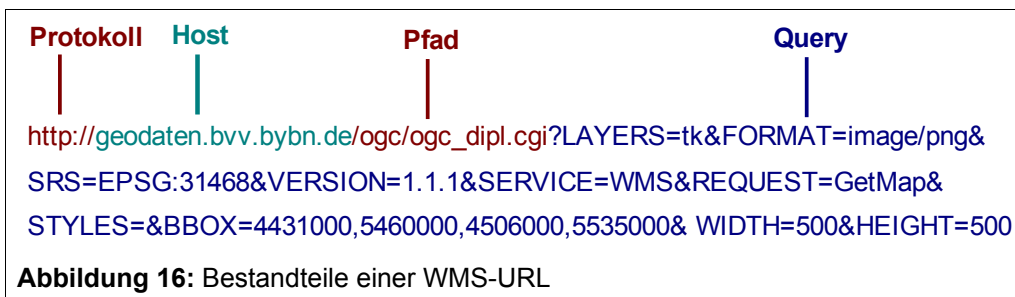 Protokoll Host Pfad Query
http://geodaten.bvv.bybn.de/ogc/ogc_dipl.cgi?LAYERS=tk&FORMAT=image/png&
SRS=EPSG:31468&VERSION=1.1.1&SERVICE=WMS&REQUEST=GetMap&
STYLES=&BBOX=4431000,5460000,4506000,5535000& WIDTH=500&HEIGHT=500
Abbildung 16: Bestandteile einer WMS-URL